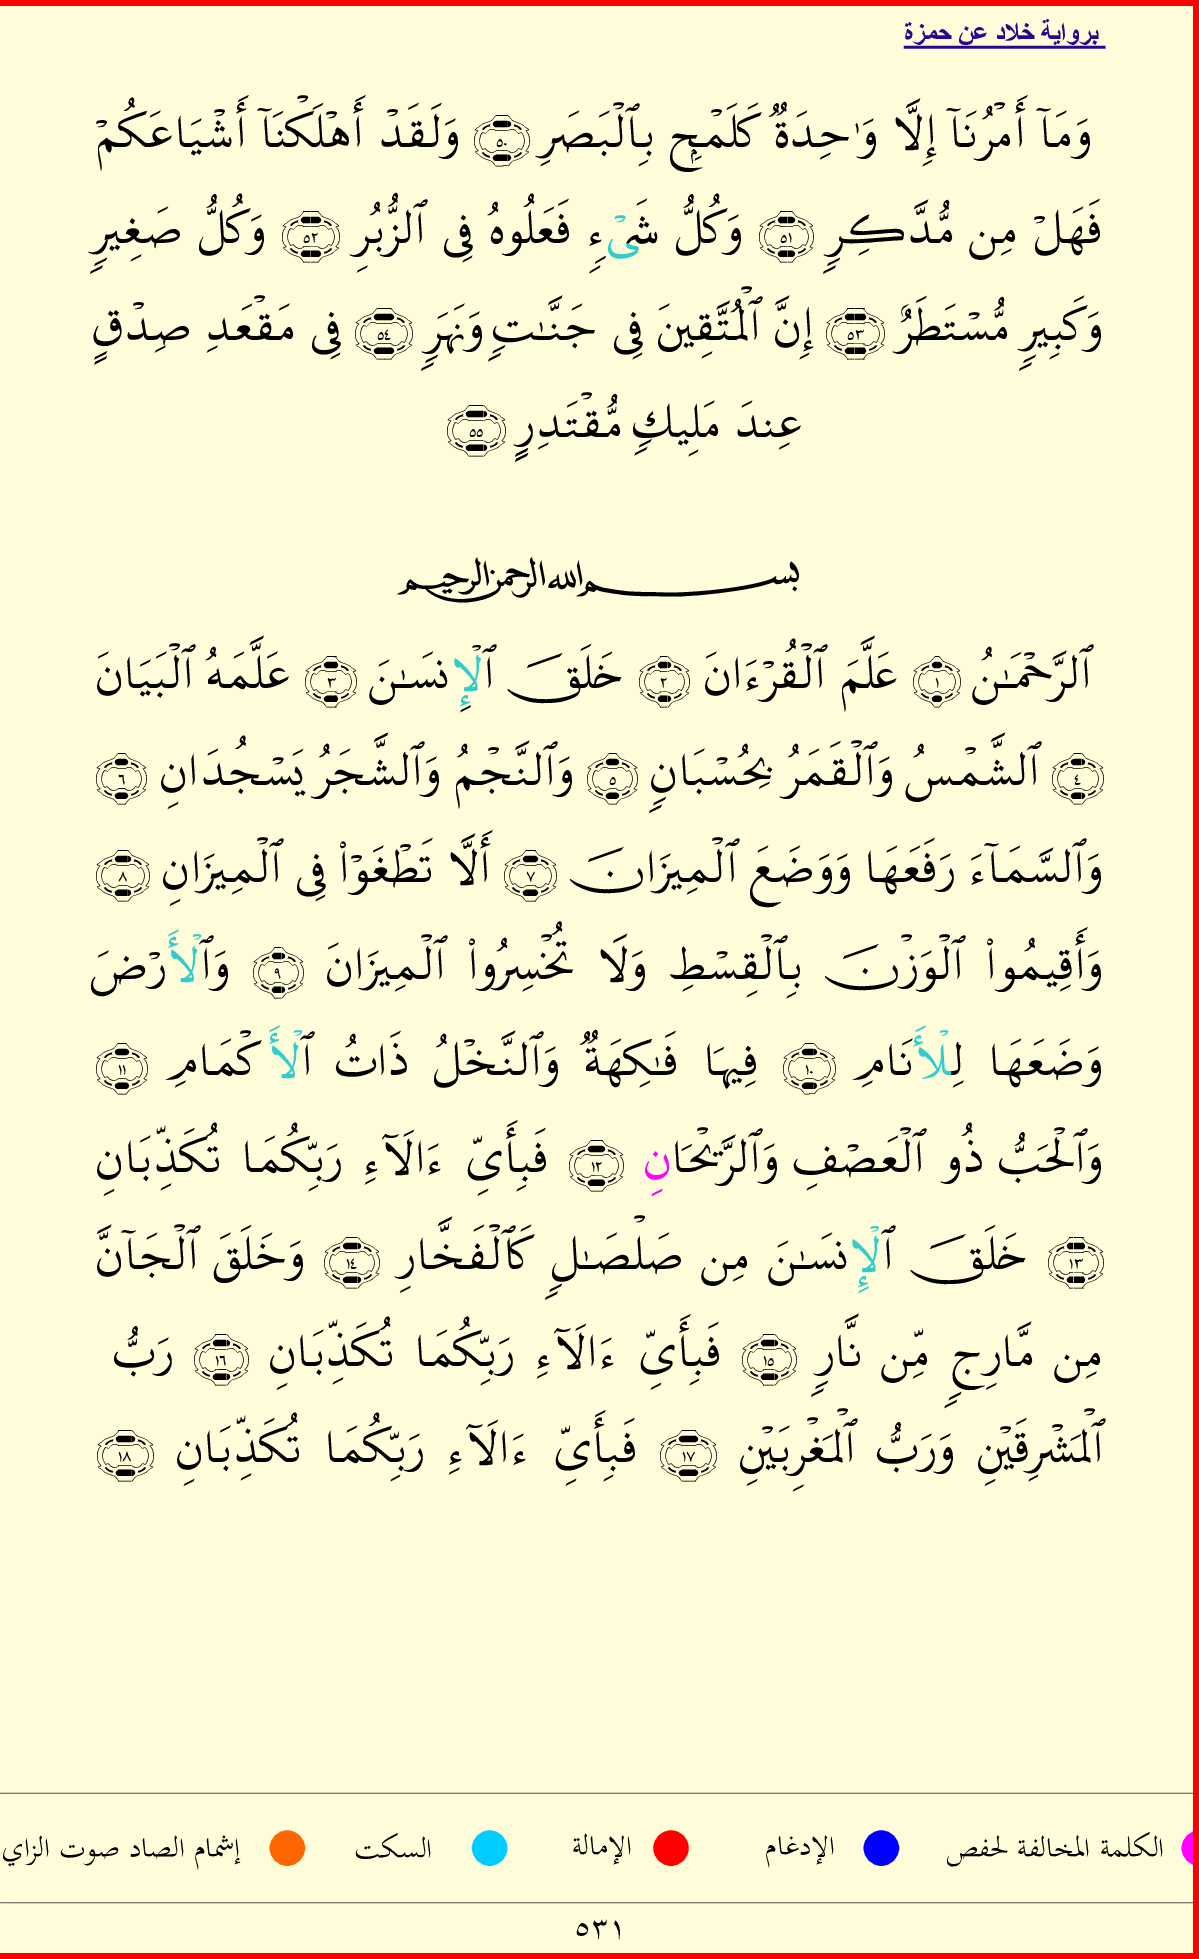 برواية خلاد عن حمزة
وَمَآ أَمْرُنَآ إِلَّا وَٰحِدَةٌ كَلَمْحٍۭ بِٱلْبَصَرِ ٥٠ وَلَقَدْ أَهْلَكْنَآ أَشْيَاعَكُمْ
فَهَلْ مِن مُّدَّكِرٍ ٥١ وَكُلُّ شَىْءٍ فَعَلُوهُ فِى ٱلزُّبُرِ ٥٢ وَكُلُّ صَغِيرٍ
وَكَبِيرٍ مُّسْتَطَرٌ ٥٣ إِنَّ ٱلْمُتَّقِينَ فِى جَنَّـٰتٍ وَنَهَرٍ ٥٤ فِى مَقْعَدِ صِدْقٍ
عِندَ مَلِيكٍ مُّقْتَدِرٍ ٥٥
بسم الله الرحمن الرحيم
ٱلرَّحْمَـٰنُ ١ عَلَّمَ ٱلْقُرْءَانَ ٢ خَلَقَ ٱلْإِنسَـٰنَ ٣ عَلَّمَهُ ٱلْبَيَانَ
٤ ٱلشَّمْسُ وَٱلْقَمَرُ بِحُسْبَانٍ ٥ وَٱلنَّجْمُ وَٱلشَّجَرُ يَسْجُدَانِ ٦
وَٱلسَّمَآءَ رَفَعَهَا وَوَضَعَ ٱلْمِيزَانَ ٧ أَلَّا تَطْغَوْا۟ فِى ٱلْمِيزَانِ ٨
وَأَقِيمُوا۟ ٱلْوَزْنَ بِٱلْقِسْطِ وَلَا تُخْسِرُوا۟ ٱلْمِيزَانَ ٩ وَٱلْأَرْضَ
وَضَعَهَا لِلْأَنَامِ ١٠ فِيهَا فَـٰكِهَةٌ وَٱلنَّخْلُ ذَاتُ ٱلْأَكْمَامِ ١١
وَٱلْحَبُّ ذُو ٱلْعَصْفِ وَٱلرَّيْحَانِ ١٢ فَبِأَىِّ ءَالَآءِ رَبِّكُمَا تُكَذِّبَانِ
١٣ خَلَقَ ٱلْإِنسَـٰنَ مِن صَلْصَـٰلٍ كَٱلْفَخَّارِ ١٤ وَخَلَقَ ٱلْجَآنَّ
مِن مَّارِجٍ مِّن نَّارٍ ١٥ فَبِأَىِّ ءَالَآءِ رَبِّكُمَا تُكَذِّبَانِ ١٦ رَبُّ
ٱلْمَشْرِقَيْنِ وَرَبُّ ٱلْمَغْرِبَيْنِ ١٧ فَبِأَىِّ ءَالَآءِ رَبِّكُمَا تُكَذِّبَانِ ١٨
الكلمة المخالفة لحفص الإدغام الإمالة السكت إشمام الصاد صوت الزاي
٥٣١